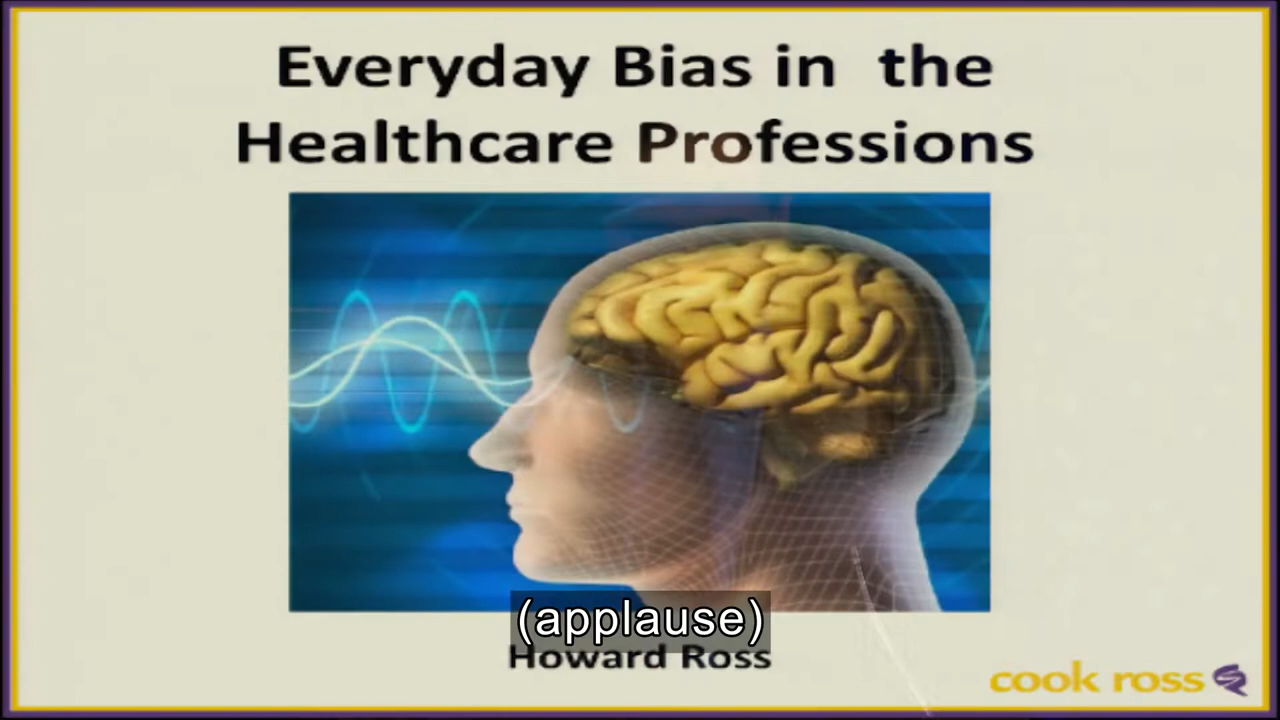 Everyday Bias in the
Healthcare Professions
(applause)
Howard Ross
cook ross